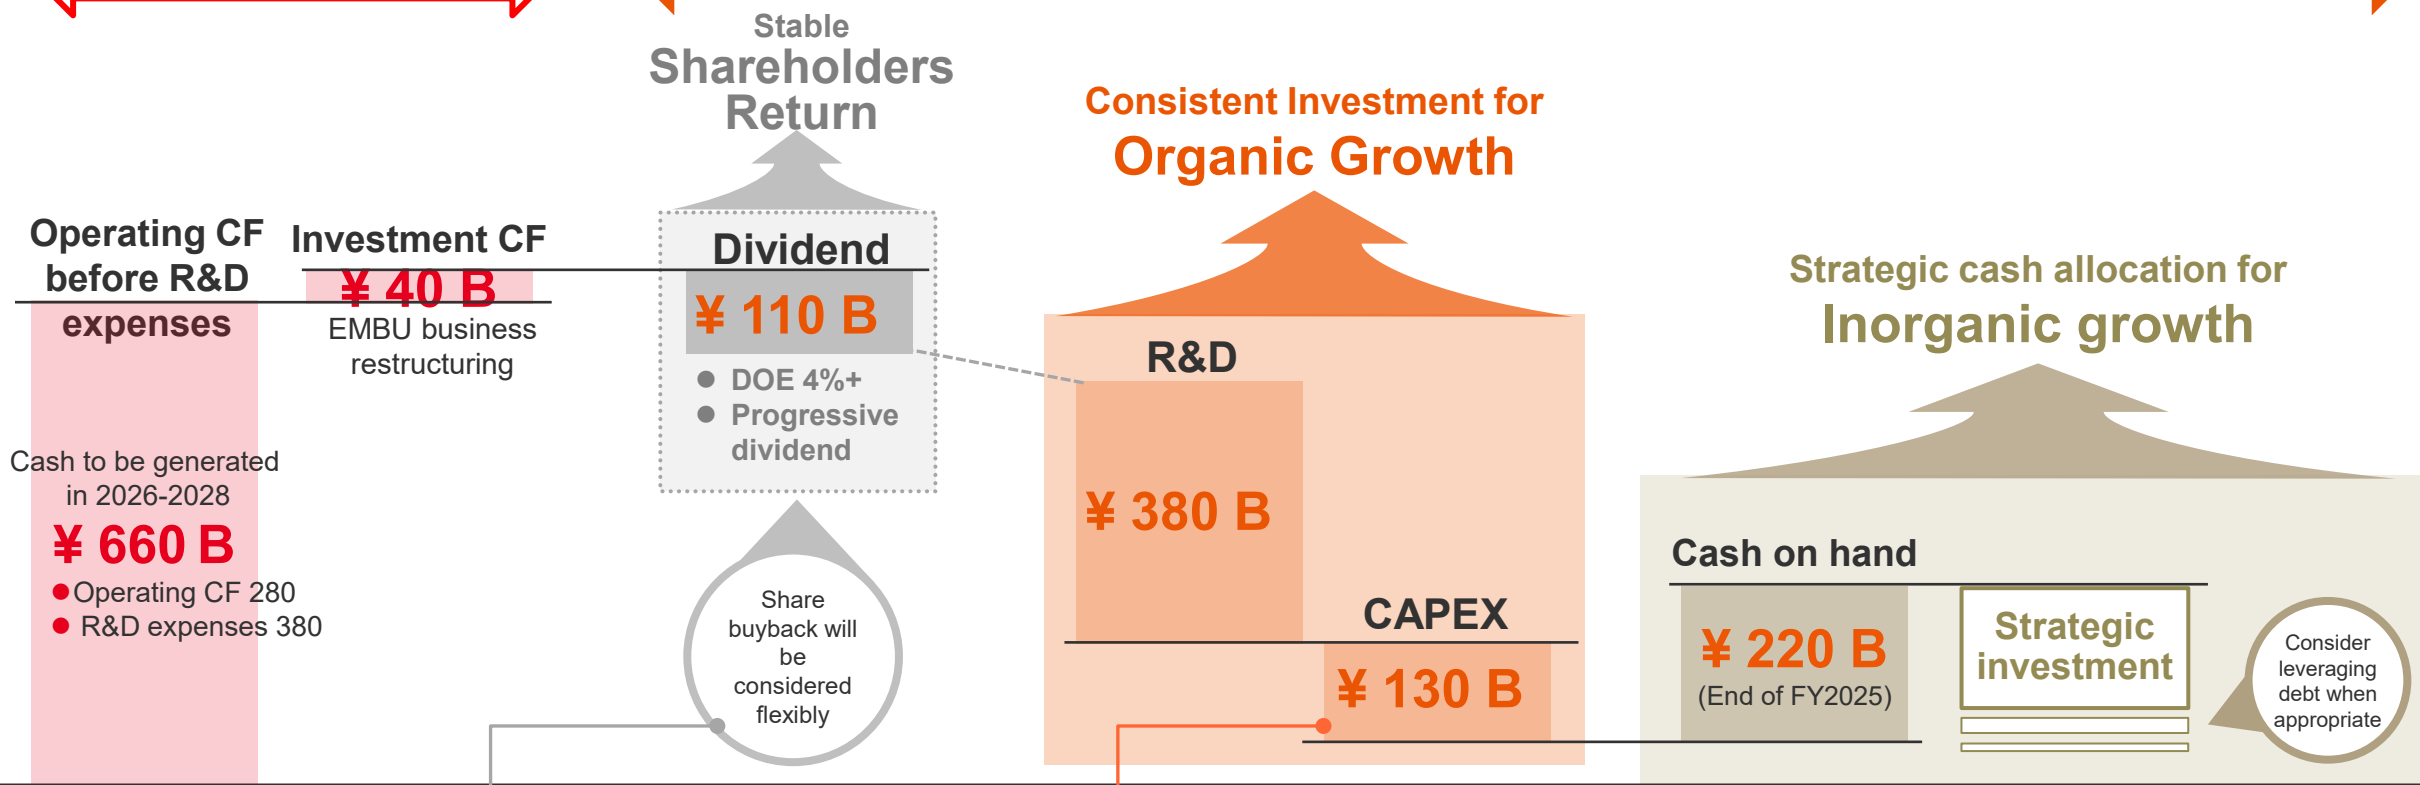 Stable
Shareholders
Return
Consistent Investment for
Organic Growth
Strategic cash allocation for
Inorganic growth
Operating CF
before R&D
expenses
Cash to be generated
in 2026-2028
¥ 660 B
●Operating CF 280
● R&D expenses 380
Investment CF
¥ 40 B
EMBU business
restructuring
Dividend
¥ 110 B
● DOE 4%+
● Progressive
dividend
Share
buyback will
be
considered
flexibly
R&D
¥ 380 B
CAPEX
¥ 130 B
Cash on hand
¥ 220 B
(End of FY2025)
Strategic
investment
Consider
leveraging
debt when
appropriate